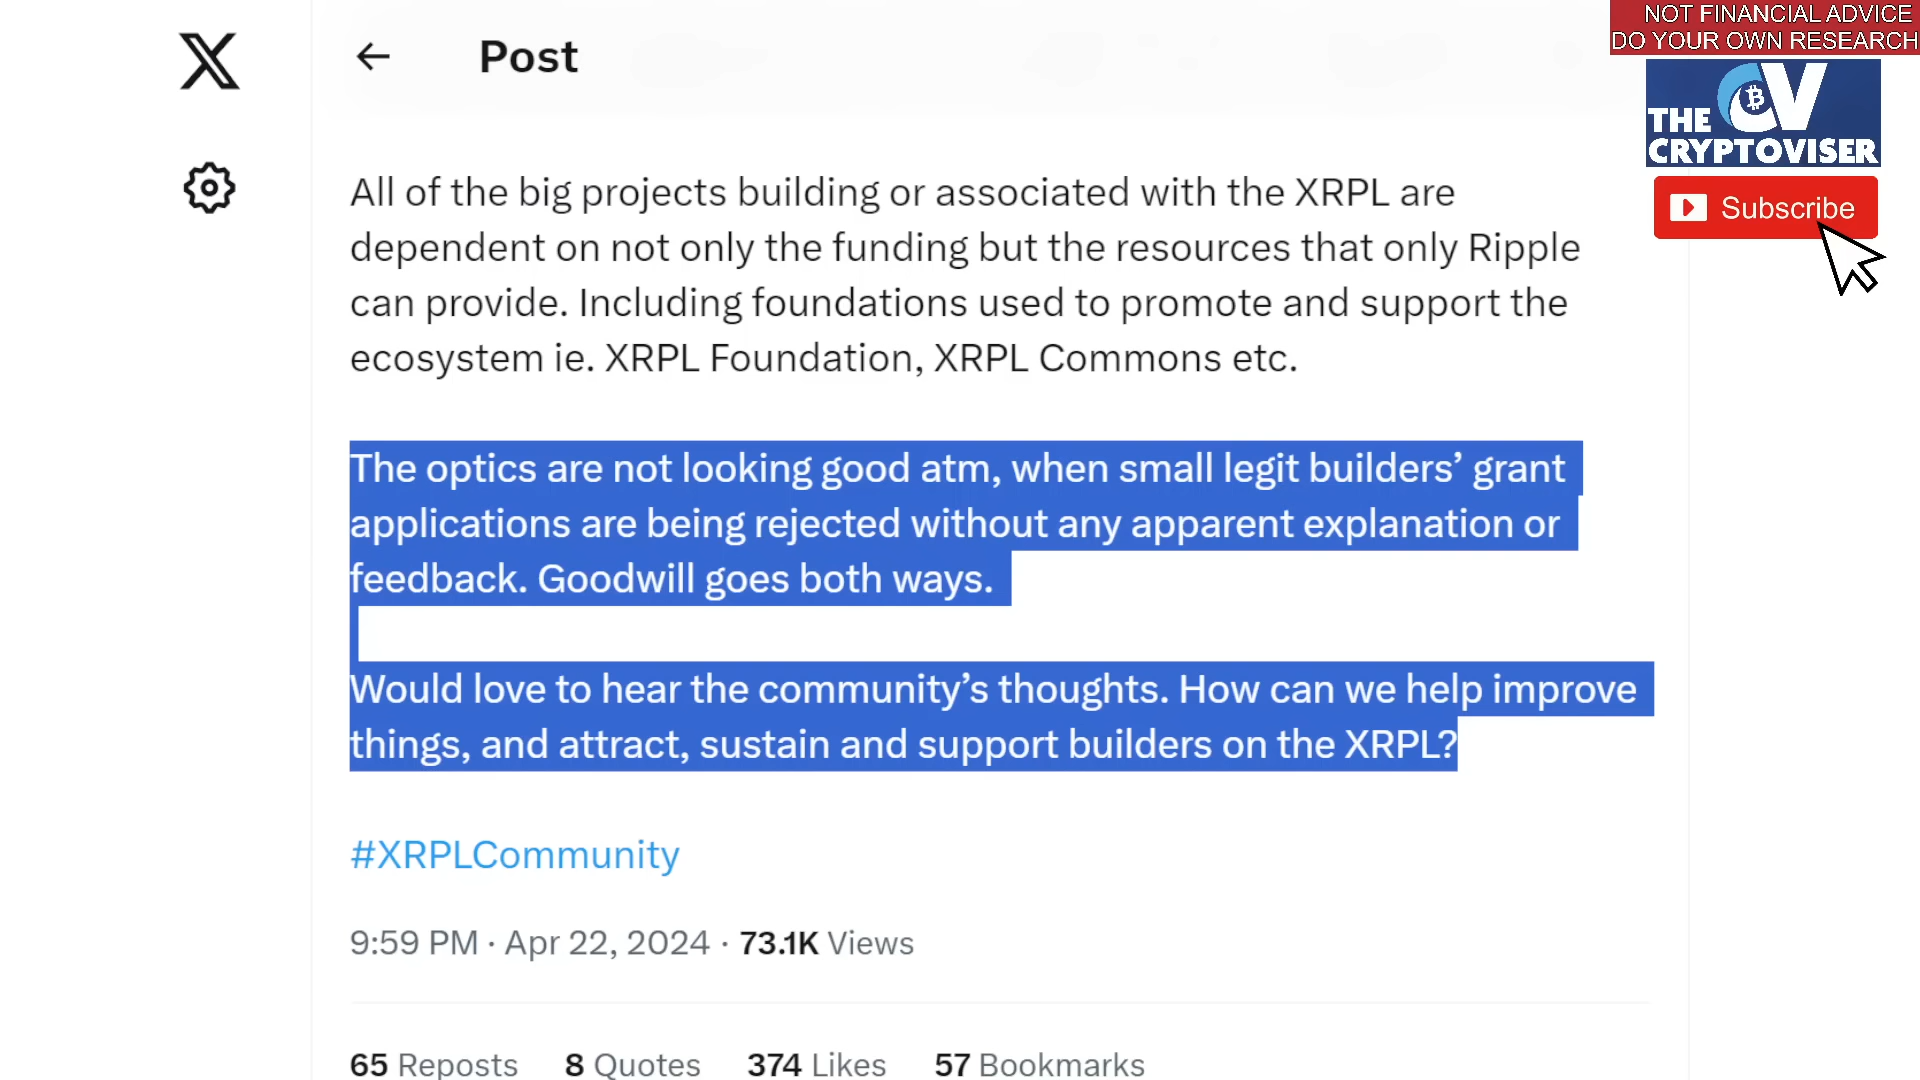 NOT FINANCIAL ADVICE
DO YOUR OWN RESEARCH
Post
THE CV
CRYPTOVISER
Subscribe
All of the big projects building or associated with the XRPL are
dependent on not only the funding but the resources that only Ripple
can provide. Including foundations used to promote and support the
ecosystem ie. XRPL Foundation, XRPL Commons etc.
The optics are not looking good atm, when small legit builders’ grant
applications are being rejected without any apparent explanation or
feedback. Goodwill goes both ways.
Would love to hear the community’s thoughts. How can we help improve
things, and attract, sustain and support builders on the XRPL?
#XRPLCommunity
9:59 PM · Apr 22, 2024 · 73.1K Views
65 Reposts 8 Quotes 374 Likes 57 Bookmarks